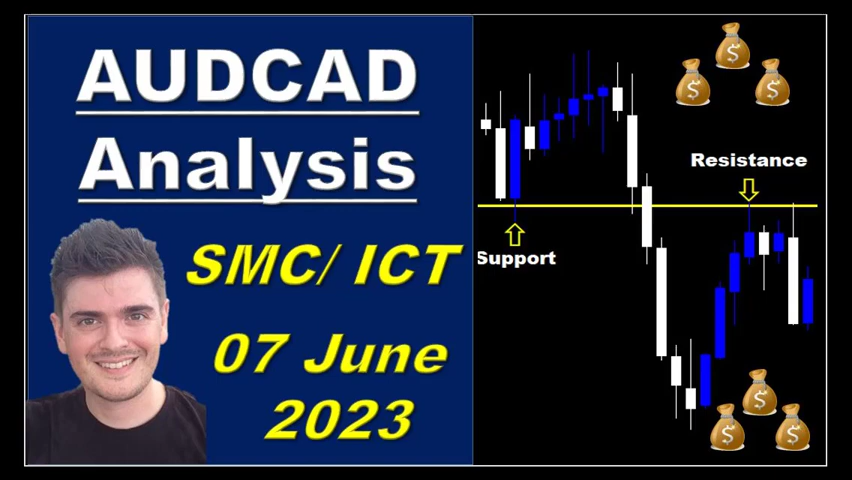 AUDCAD
Analysis
SMC/ ICT
07 June
2023
Resistance
Support